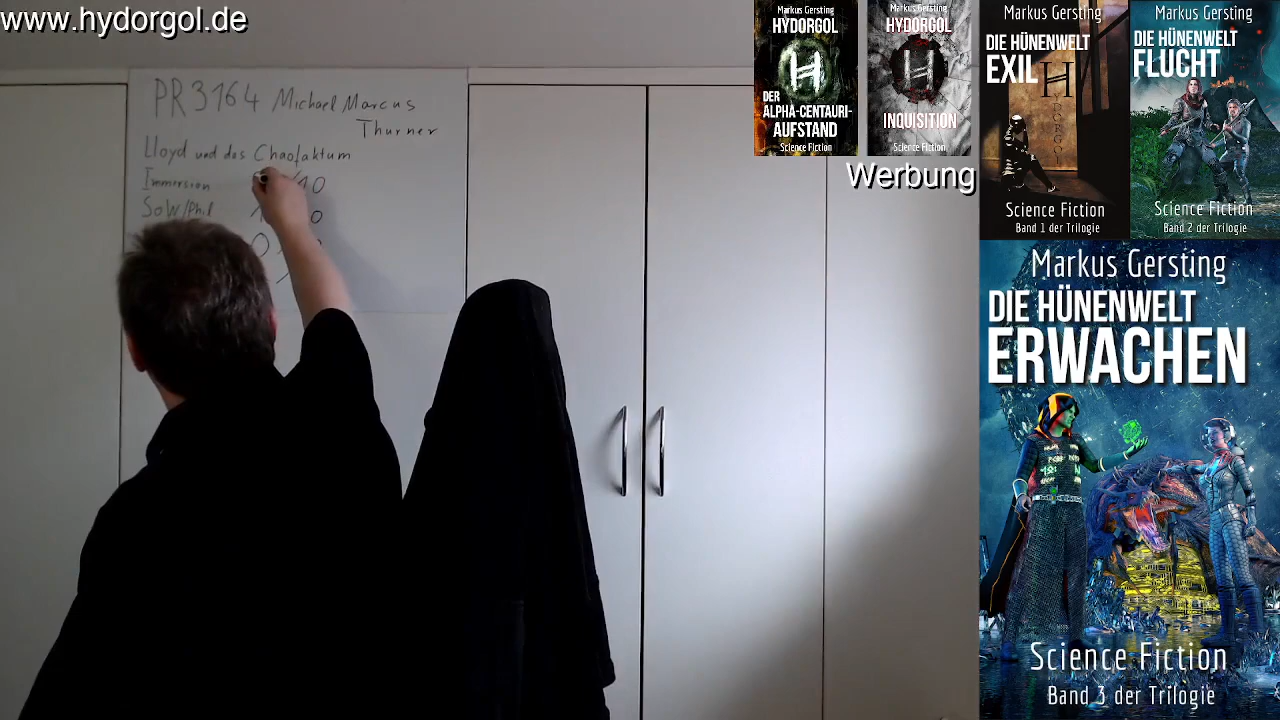 www.hydorgol.de
PR3164 Michael Marcus
Thurner
Lloyd und das Chaofaktum
Immersion /10
SoW/Phil
Markus Gersting
HYDORGOL
DER
ALPHA-CENTAURI-
AUFSTAND
Science Fiction
Markus Gersting
HYDORGOL
INQUISITION
Science Fiction
Werbung
Markus Gersting
DIE HÜNENWELT
EXIL
HYDORGOL
Science Fiction
Band 1 der Trilogie
Markus Gersting
DIE HÜNENWELT
FLUCHT
Science Fiction
Band 2 der Trilogie
Markus Gersting
DIE HÜNENWELT
ERWACHEN
Science Fiction
Band 3 der Trilogie